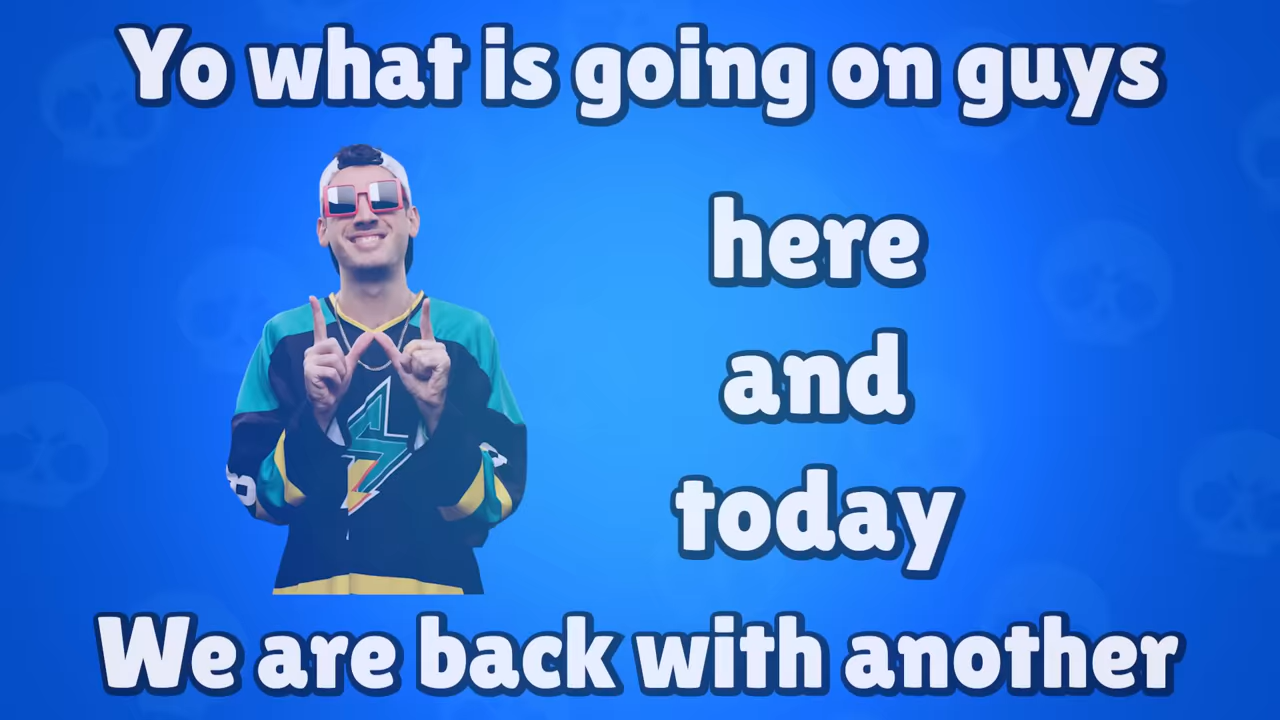 Yo what is going on guys
here
and
today
We are back with another